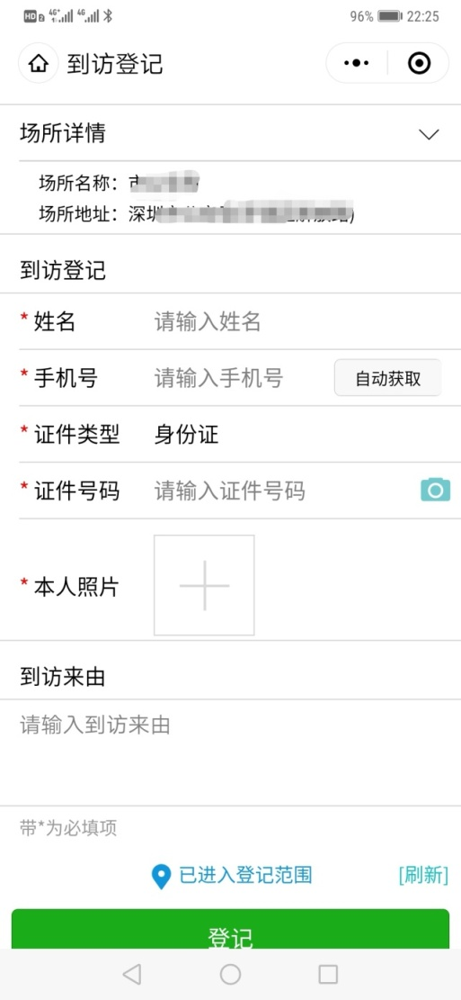 96% 22:25
到访登记
场所详情
场所名称：
场所地址：深圳
到访登记
* 姓名 请输入姓名
* 手机号 请输入手机号 自动获取
* 证件类型 身份证
* 证件号码 请输入证件号码
* 本人照片
到访来由
请输入到访来由
带*为必填项
已进入登记范围 [刷新]
登记